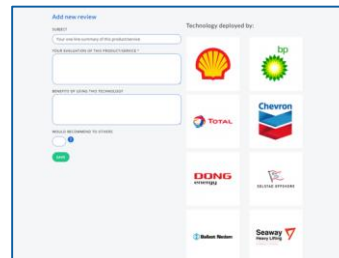 Add new review
SUBJECT
Your one-line summary of this product/service
YOUR EVALUATION OF THIS PRODUCT/SERVICE *
BENEFITS OF USING THIS TECHNOLOGY?
WOULD RECOMMEND TO OTHERS
SAVE
Technology deployed by:
bp
TOTAL
Chevron
DONG
energy
SOLSTAD OFFSHORE
Seaway
Heavy Lifting